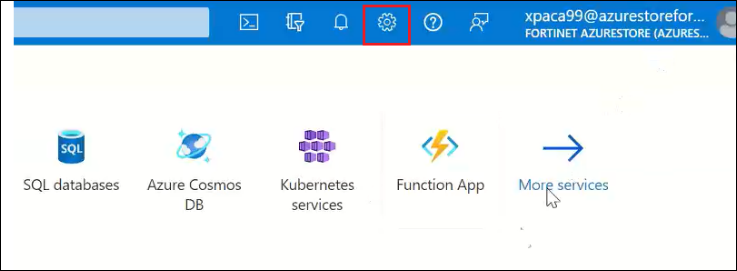 xpaca99@azurestorefor...
FORTINET AZURESTORE (AZURES...
SQL
SQL databases
Azure Cosmos
DB
Kubernetes
services
Function App
More services